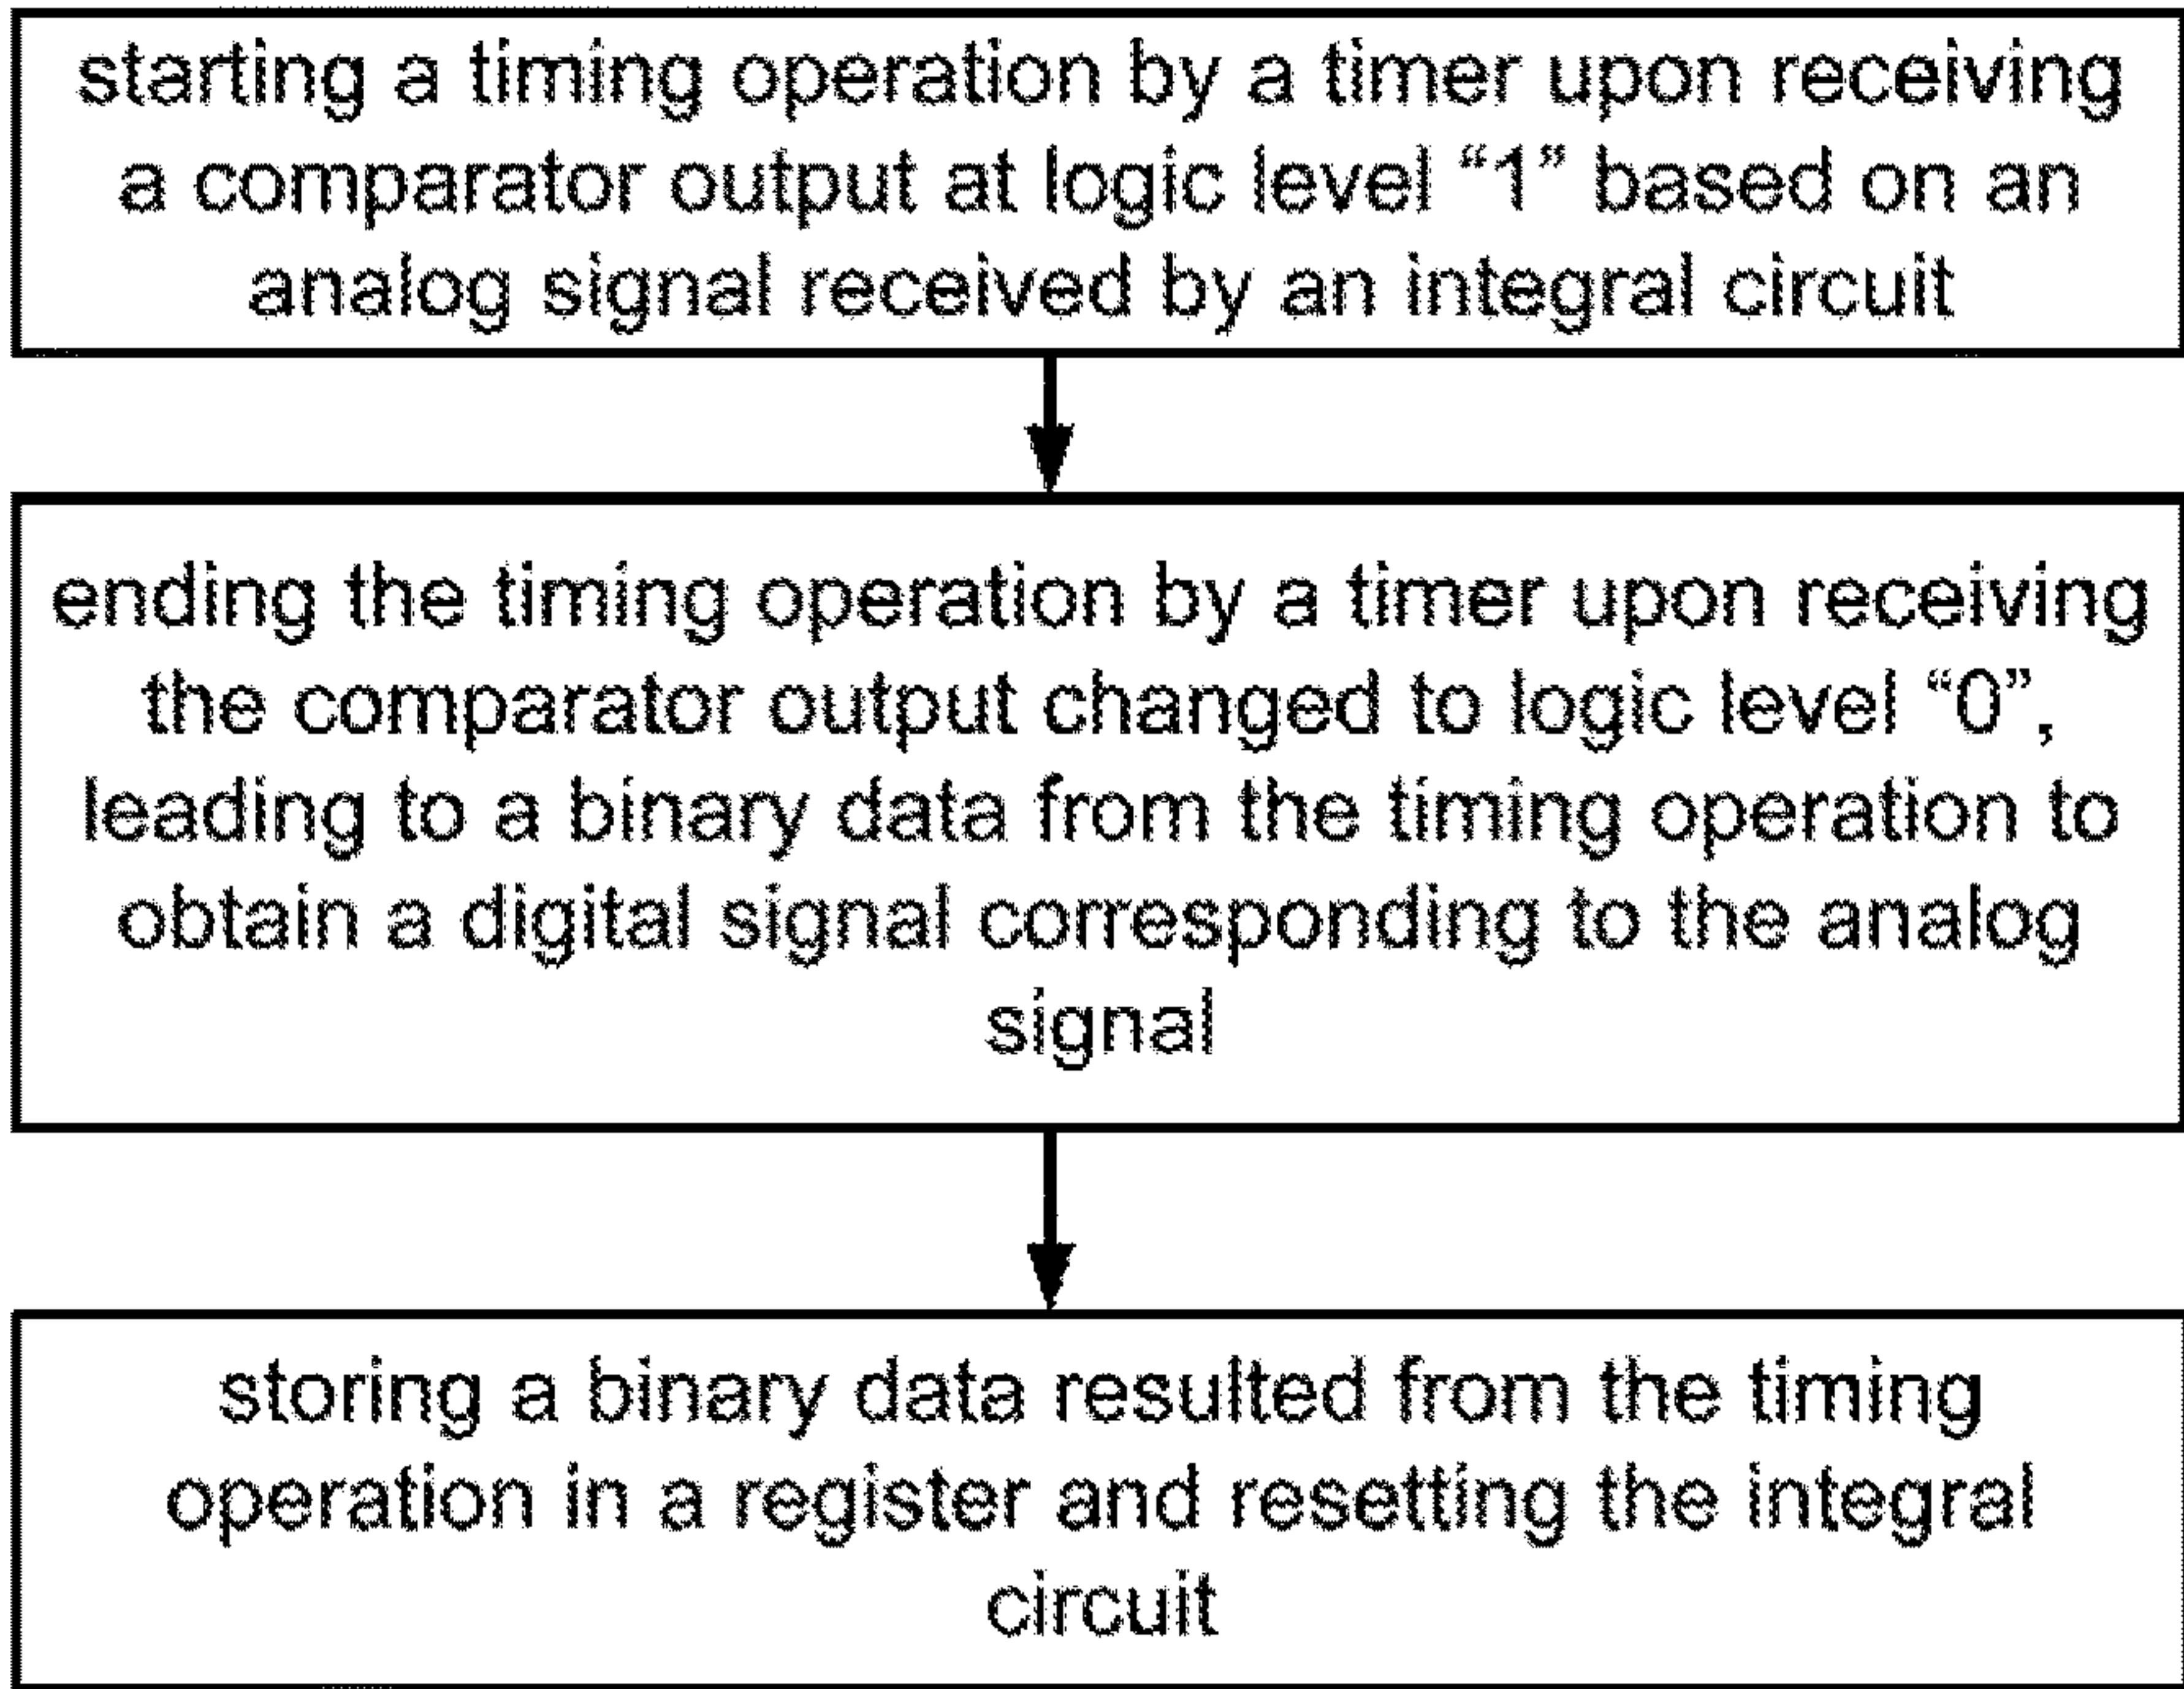 starting a timing operation by a timer upon receiving
a comparator output at logic level “1” based on an
analog signal received by an integral circuit
ending the timing operation by a timer upon receiving
the comparator output changed to logic level “0”,
leading to a binary data from the timing operation to
obtain a digital signal corresponding to the analog
signal
storing a binary data resulted from the timing
operation in a register and resetting the integral
circuit